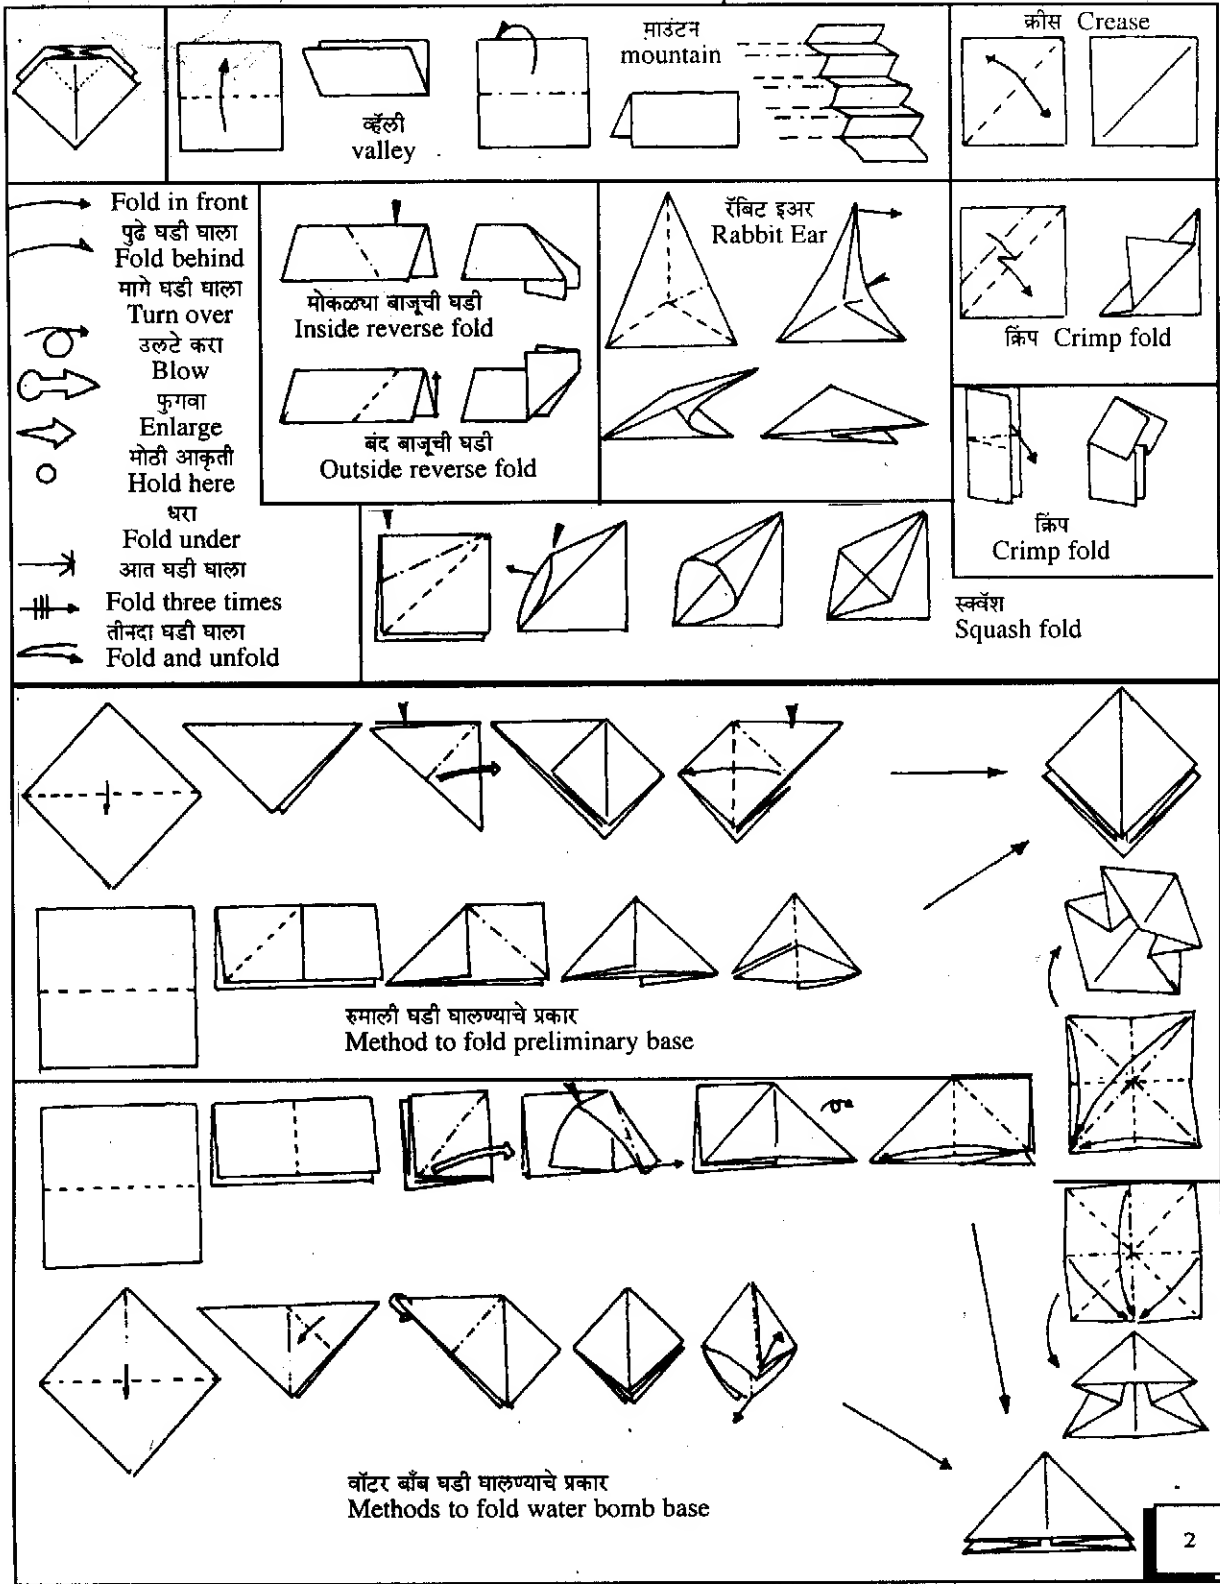 व्हॅली
valley
माउंटन
mountain
क्रीस Crease
Fold in front
पुढे घडी घाला
Fold behind
मागे घडी घाला
Turn over
उलटे करा
Blow
फुगवा
Enlarge
मोठी आकृती
Hold here
धरा
Fold under
आत घडी घाला
Fold three times
तीनदा घडी घाला
Fold and unfold
मोकळ्या बाजूची घडी
Inside reverse fold
बंद बाजूची घडी
Outside reverse fold
रॅबिट इअर
Rabbit Ear
क्रिंप Crimp fold
क्रिंप
Crimp fold
स्क्वॅश
Squash fold
रुमाली घडी घालण्याचे प्रकार
Method to fold preliminary base
वॉटर बाँब घडी घालण्याचे प्रकार
Methods to fold water bomb base
2